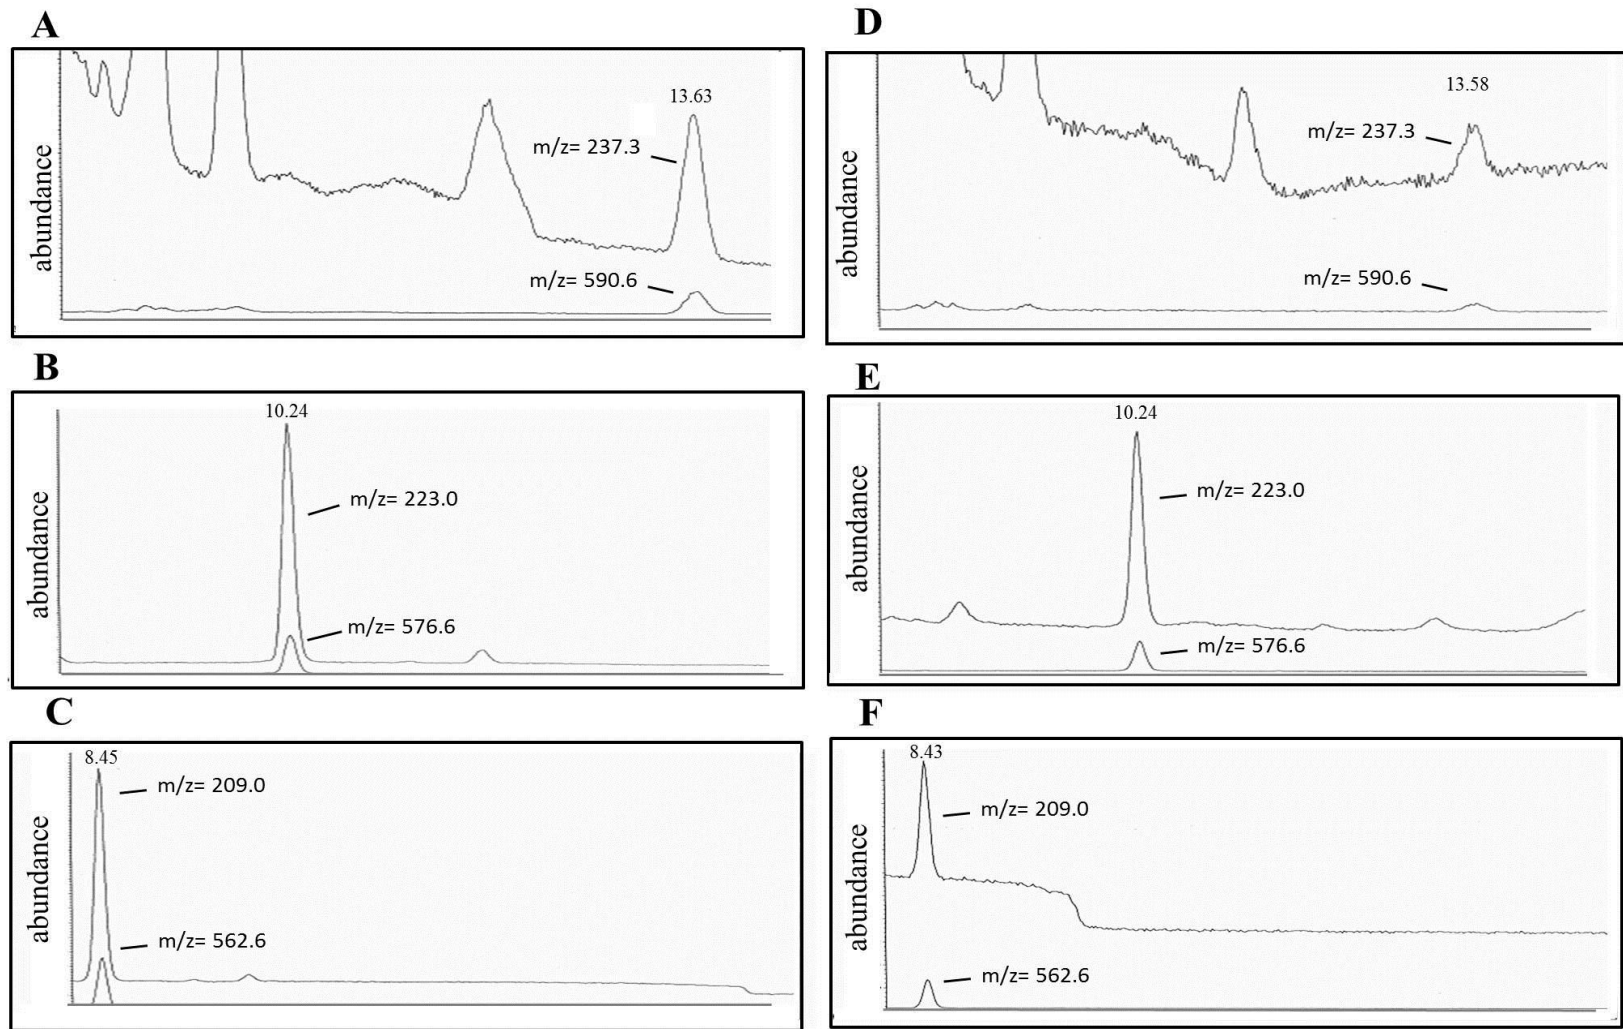 A
abundance
13.63
m/z= 237.3
m/z= 590.6
D
abundance
13.58
m/z= 237.3
m/z= 590.6
B
abundance
10.24
m/z= 223.0
m/z= 576.6
E
abundance
10.24
m/z= 223.0
m/z= 576.6
C
abundance
8.45
m/z= 209.0
m/z= 562.6
F
abundance
8.43
m/z= 209.0
m/z= 562.6